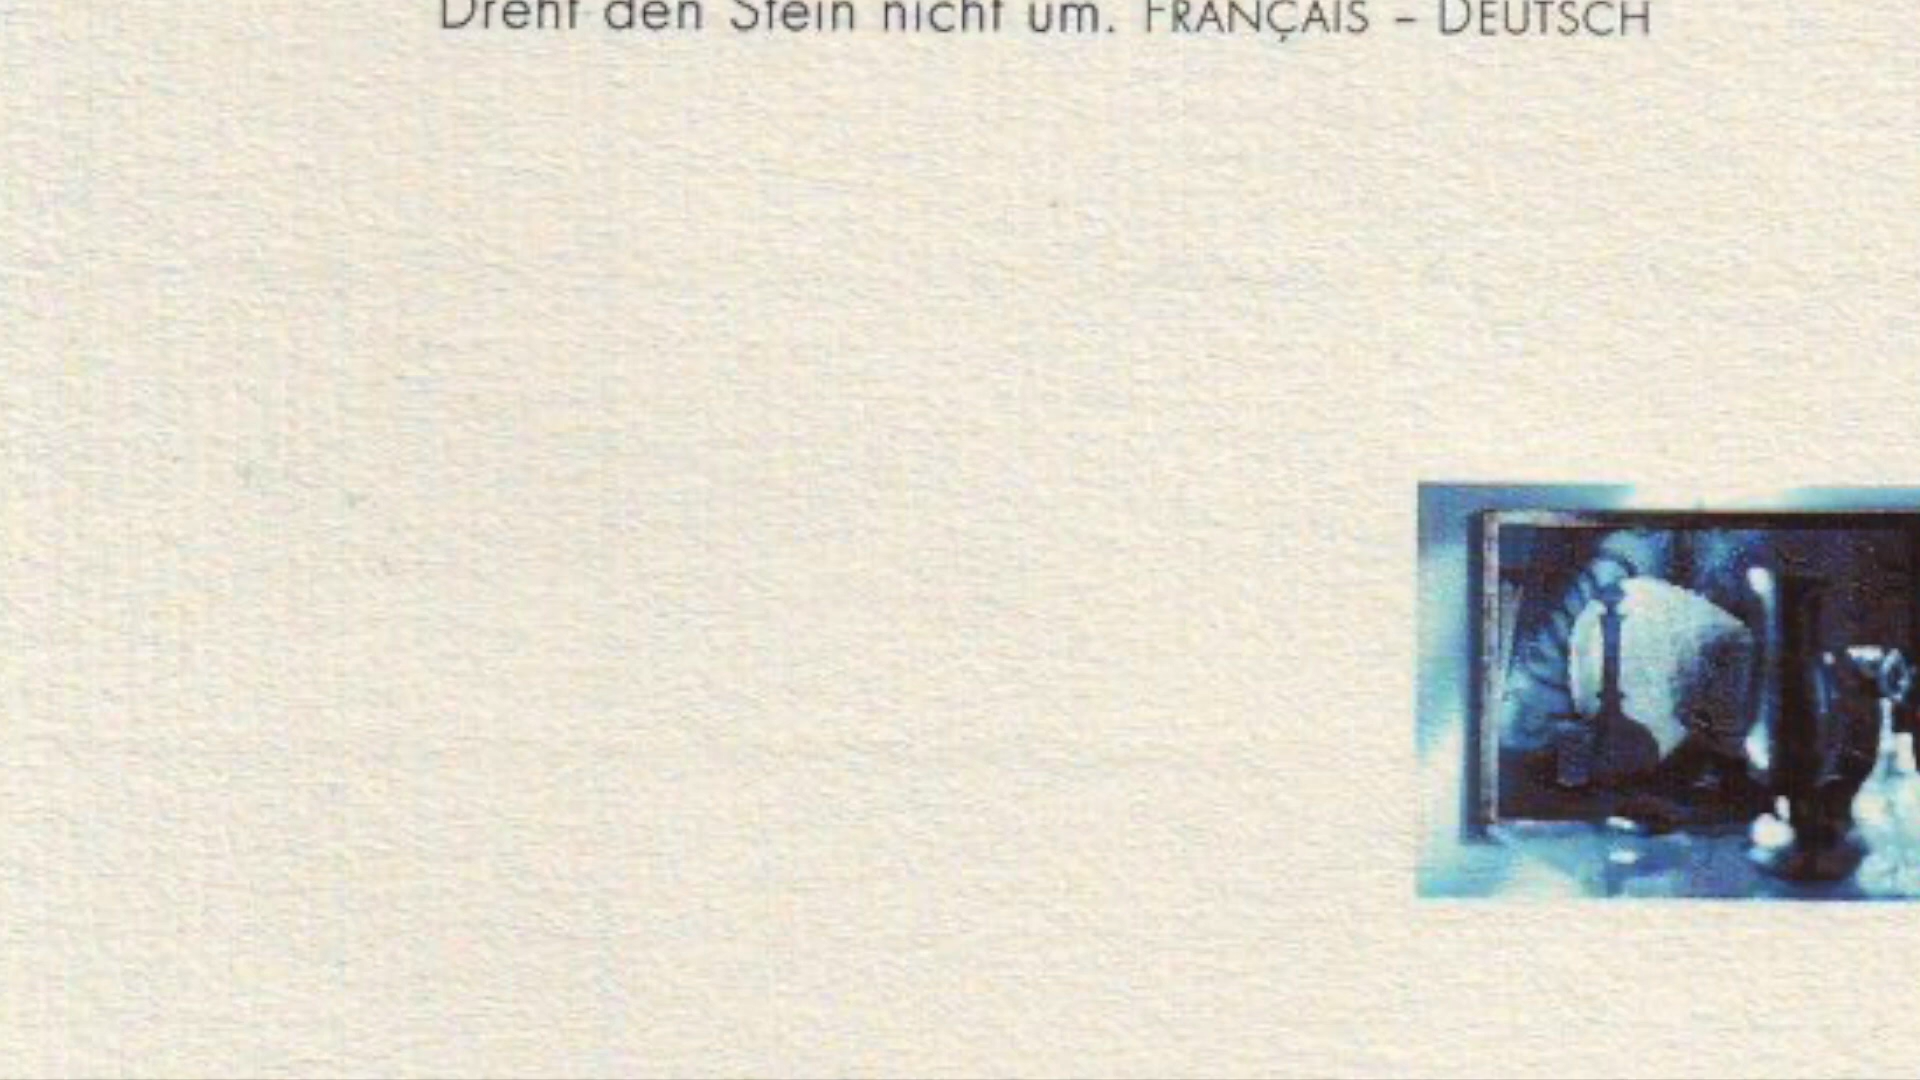 Dreht den Stein nicht um. FRANÇAIS – DEUTSCH